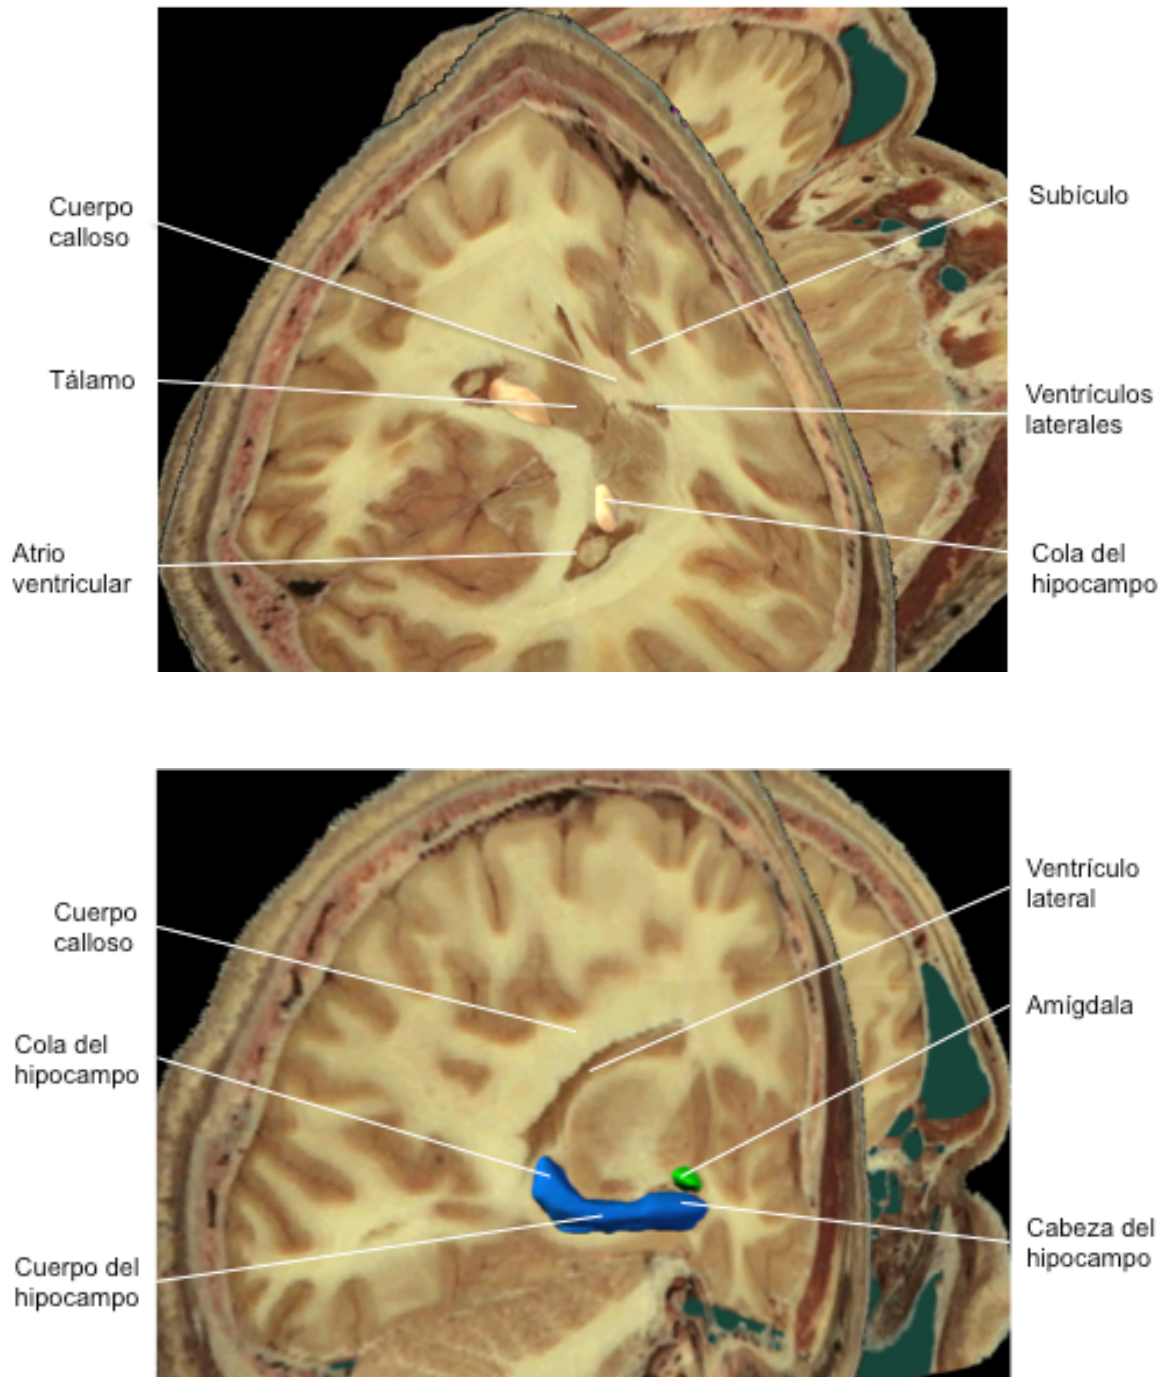 Cuerpo
calloso
Subículo
Tálamo
Ventrículos
laterales
Atrio
ventricular
Cola del
hipocampo
Ventrículo
lateral
Cuerpo
calloso
Amígdala
Cola del
hipocampo
Cabeza del
hipocampo
Cuerpo del
hipocampo